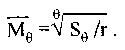 M̅_θ = ᶿ√(S_θ / r) .